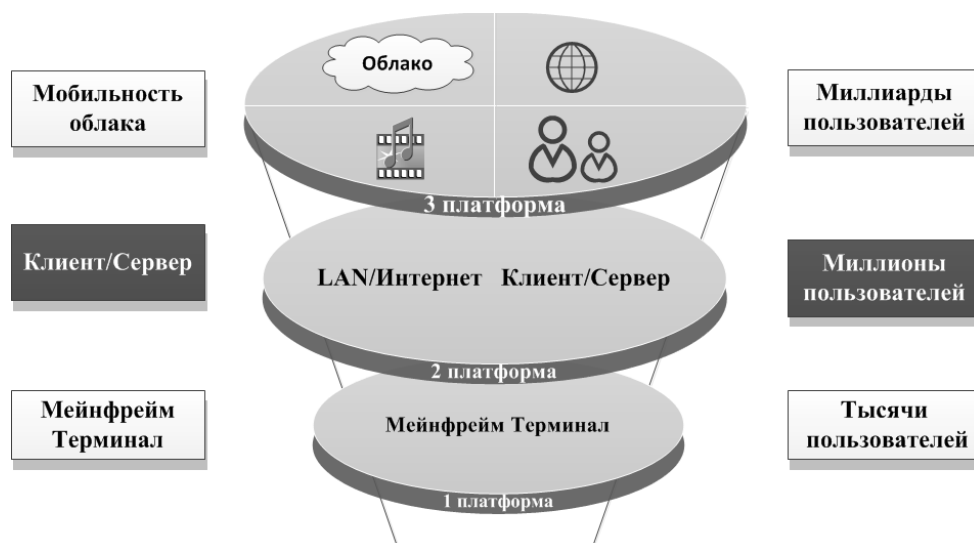 Облако
Мобильность
облака
Миллиарды
пользователей
3 платформа
Клиент/Сервер
LAN/Интернет Клиент/Сервер
Миллионы
пользователей
2 платформа
Мейнфрейм
Терминал
Мейнфрейм Терминал
Тысячи
пользователей
1 платформа